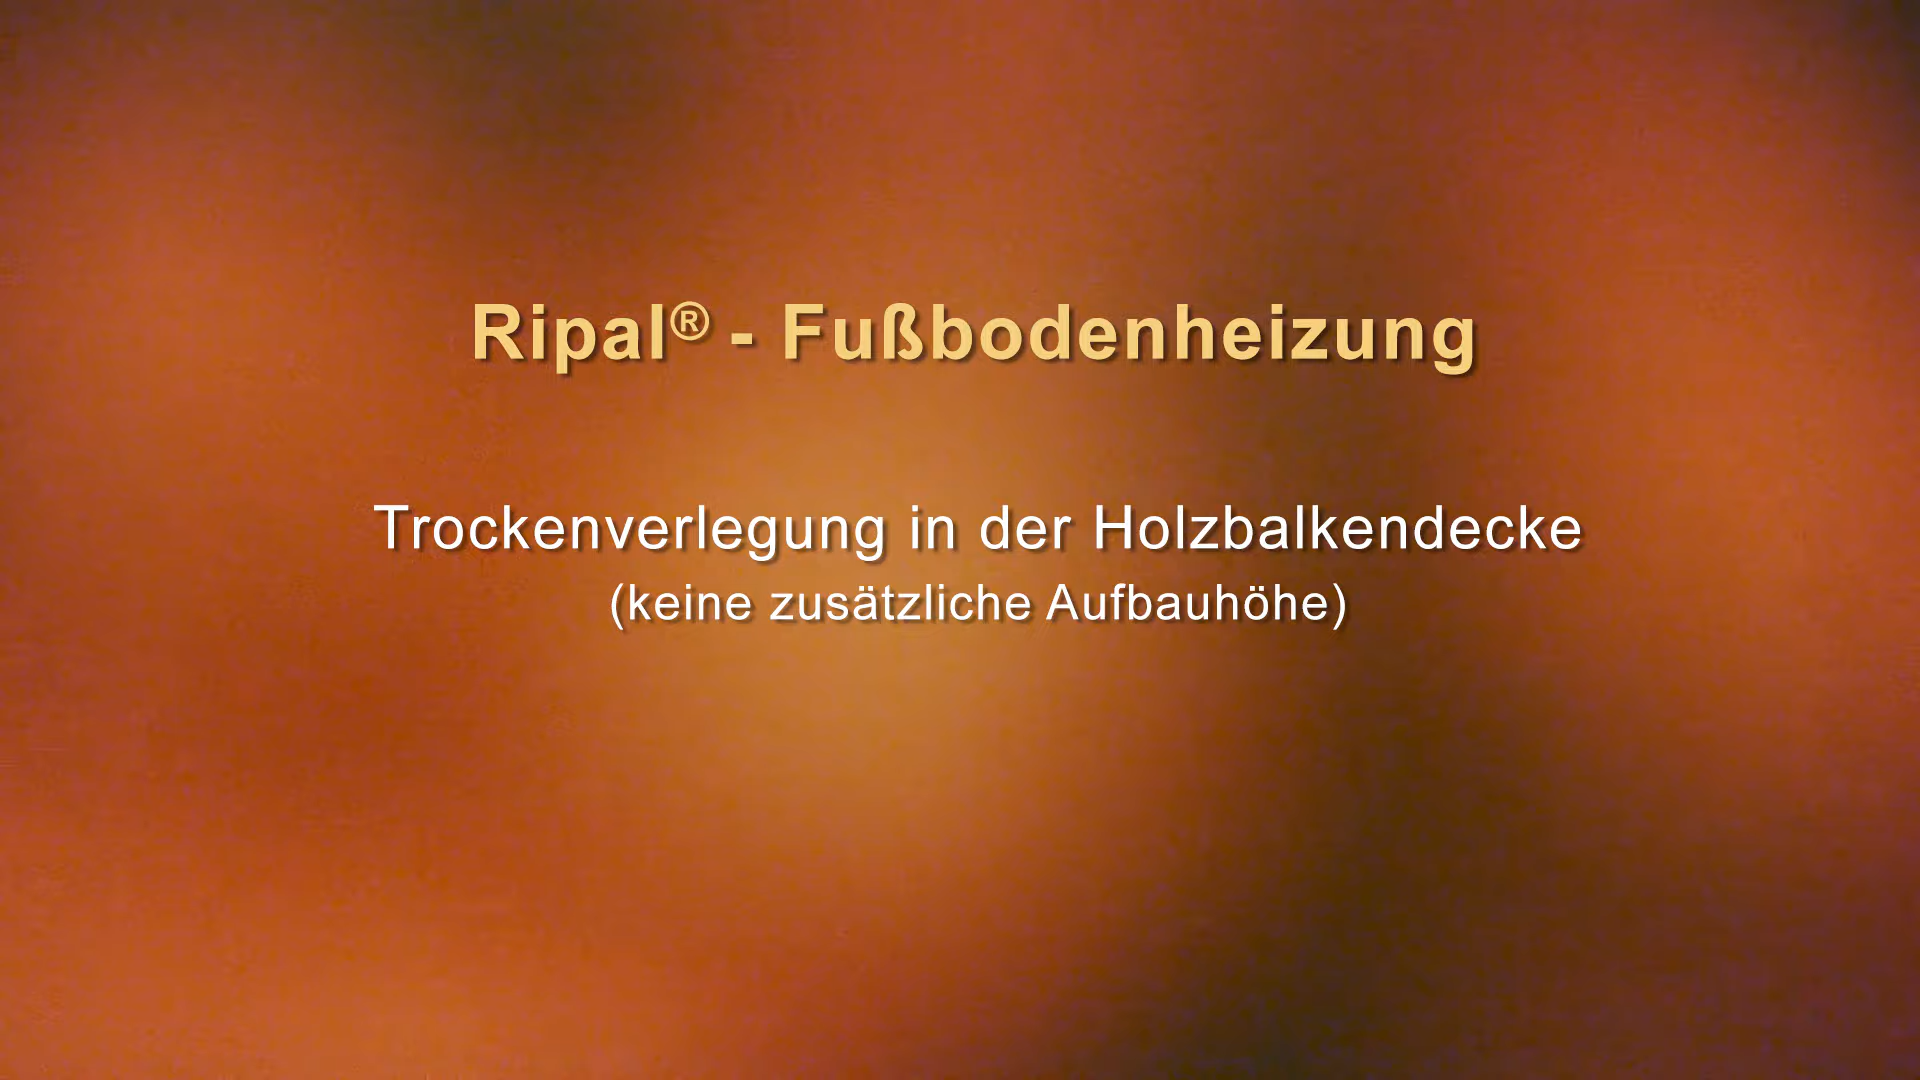 Ripal® - Fußbodenheizung
Trockenverlegung in der Holzbalkendecke
(keine zusätzliche Aufbauhöhe)